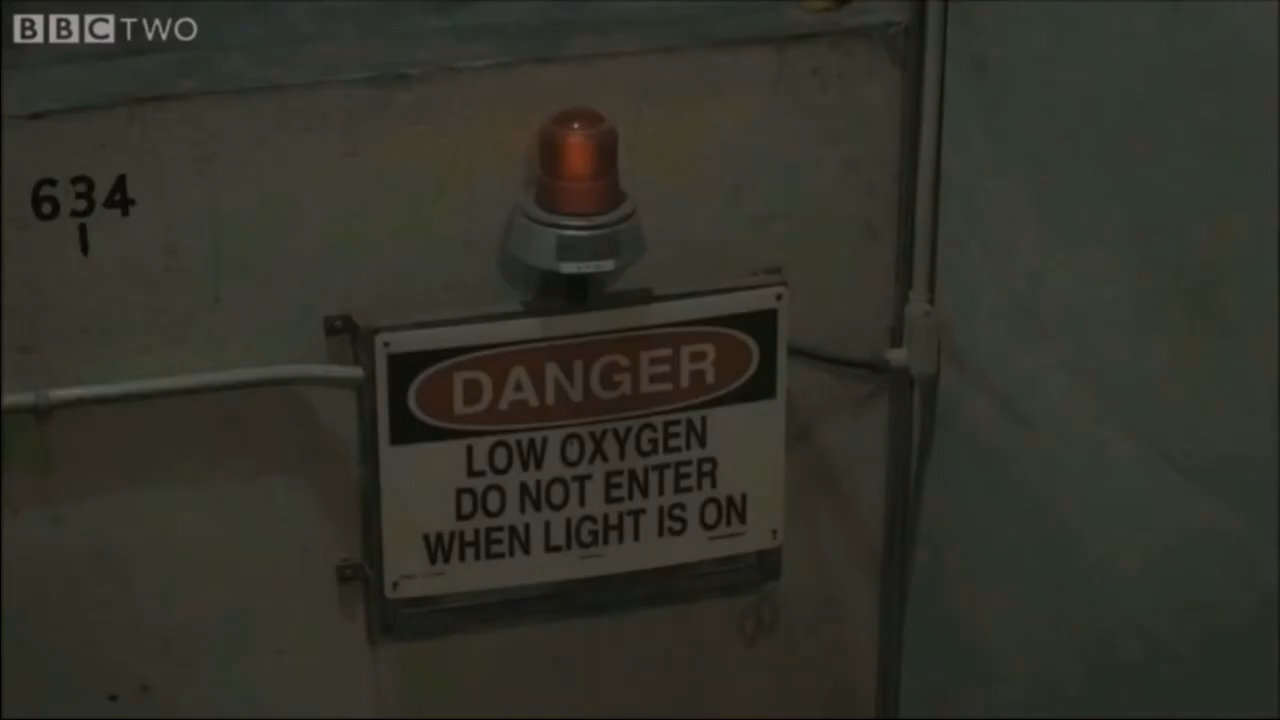 BBC TWO
634
DANGER
LOW OXYGEN
DO NOT ENTER
WHEN LIGHT IS ON